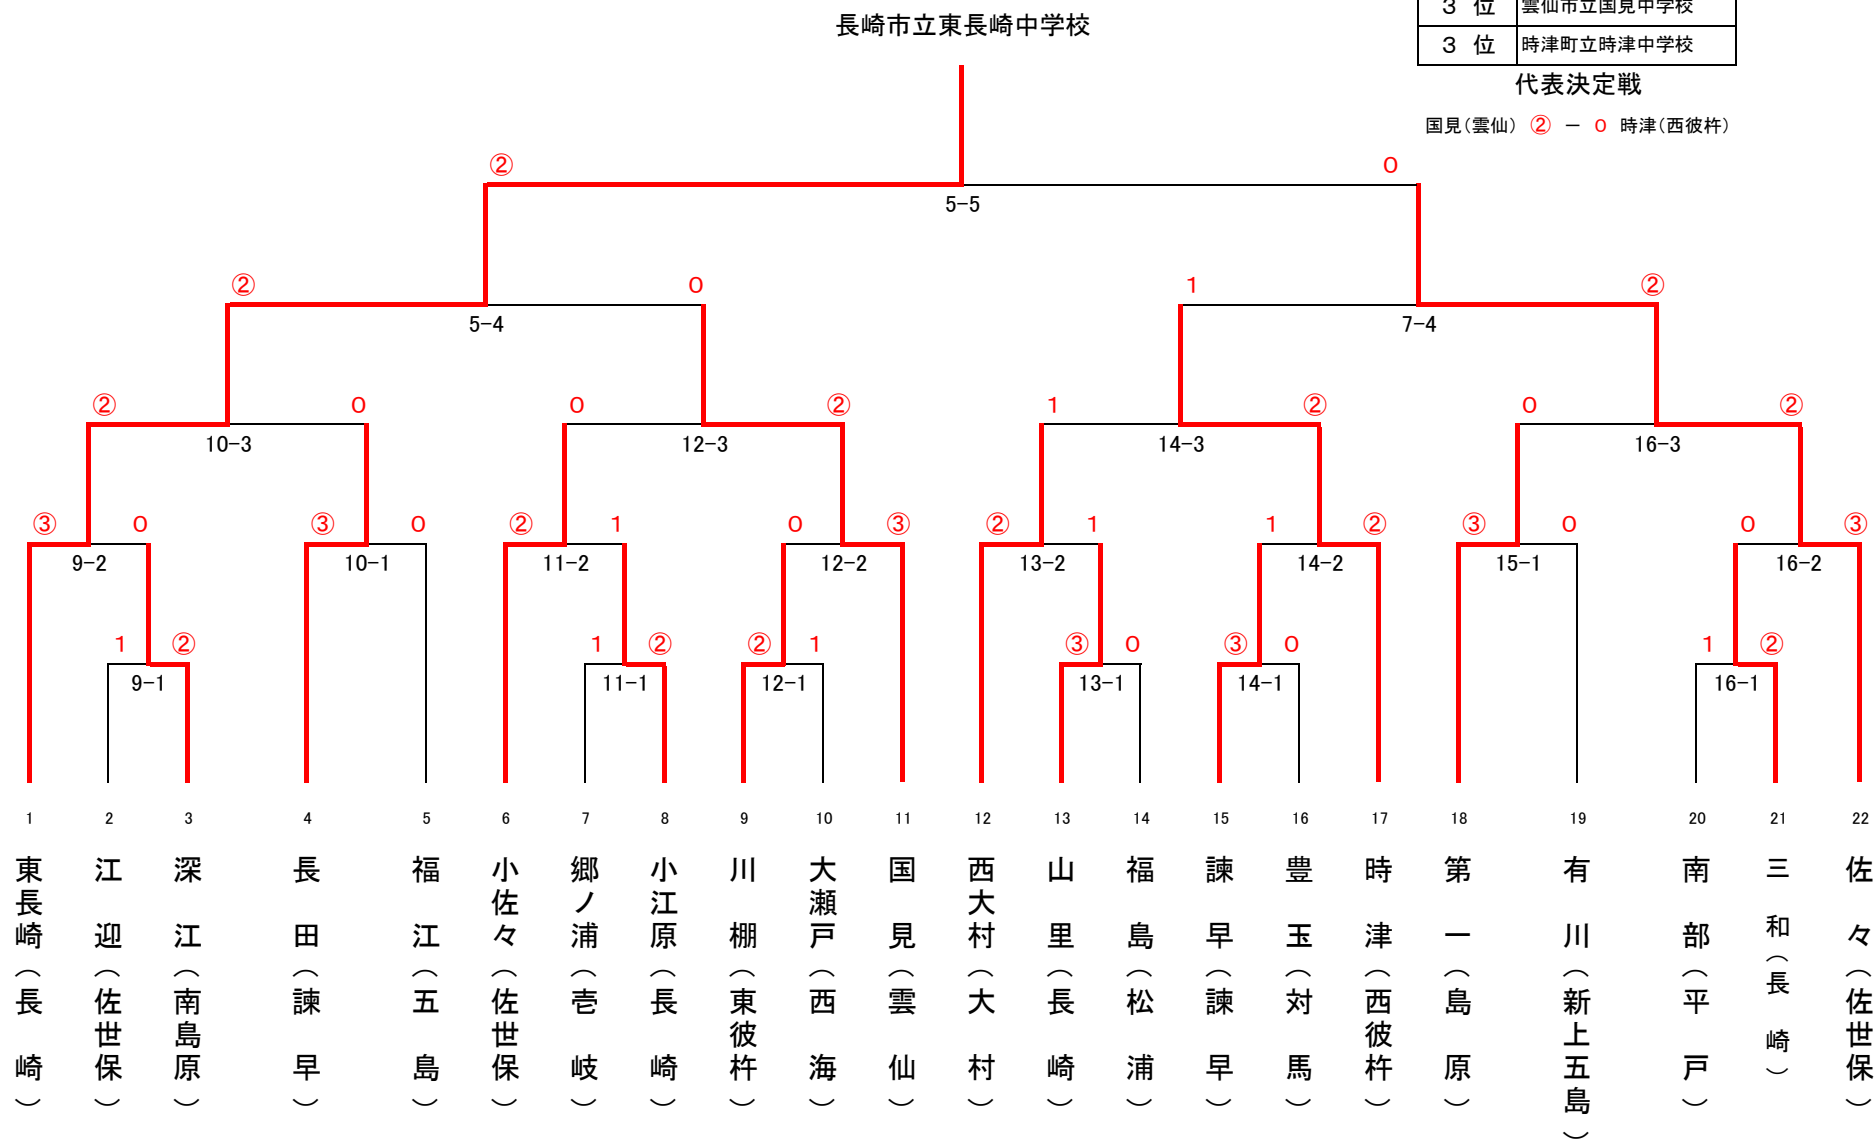 長崎市立東長崎中学校
3 位 雲仙市立国見中学校
3 位 時津町立時津中学校
代表決定戦
国見(雲仙) ② － 0 時津(西彼杵)
② 0
5-5
② 0 1 ②
5-4 7-4
② 0 0 ② 1 ② 0 ②
10-3 12-3 14-3 16-3
③ 0 ③ 0 ② 1 0 ③ ② 1 1 ② ③ 0 0 ③
9-2 10-1 11-2 12-2 13-2 14-2 15-1 16-2
1 ② 1 ② ② 1 ③ 0 ③ 0 1 ②
9-1 11-1 12-1 13-1 14-1 16-1
1 2 3 4 5 6 7 8 9 10 11 12 13 14 15 16 17 18 19 20 21 22
東長崎(長崎)
江迎(佐世保)
深江(南島原)
長田(諫早)
福江(五島)
小佐々(佐世保)
郷ノ浦(壱岐)
小江原(長崎)
川棚(東彼杵)
大瀬戸(西海)
国見(雲仙)
西大村(大村)
山里(長崎)
福島(松浦)
諫早(諫早)
豊玉(対馬)
時津(西彼杵)
第一(島原)
有川(新上五島)
南部(平戸)
三和(長崎)
佐々(佐世保)